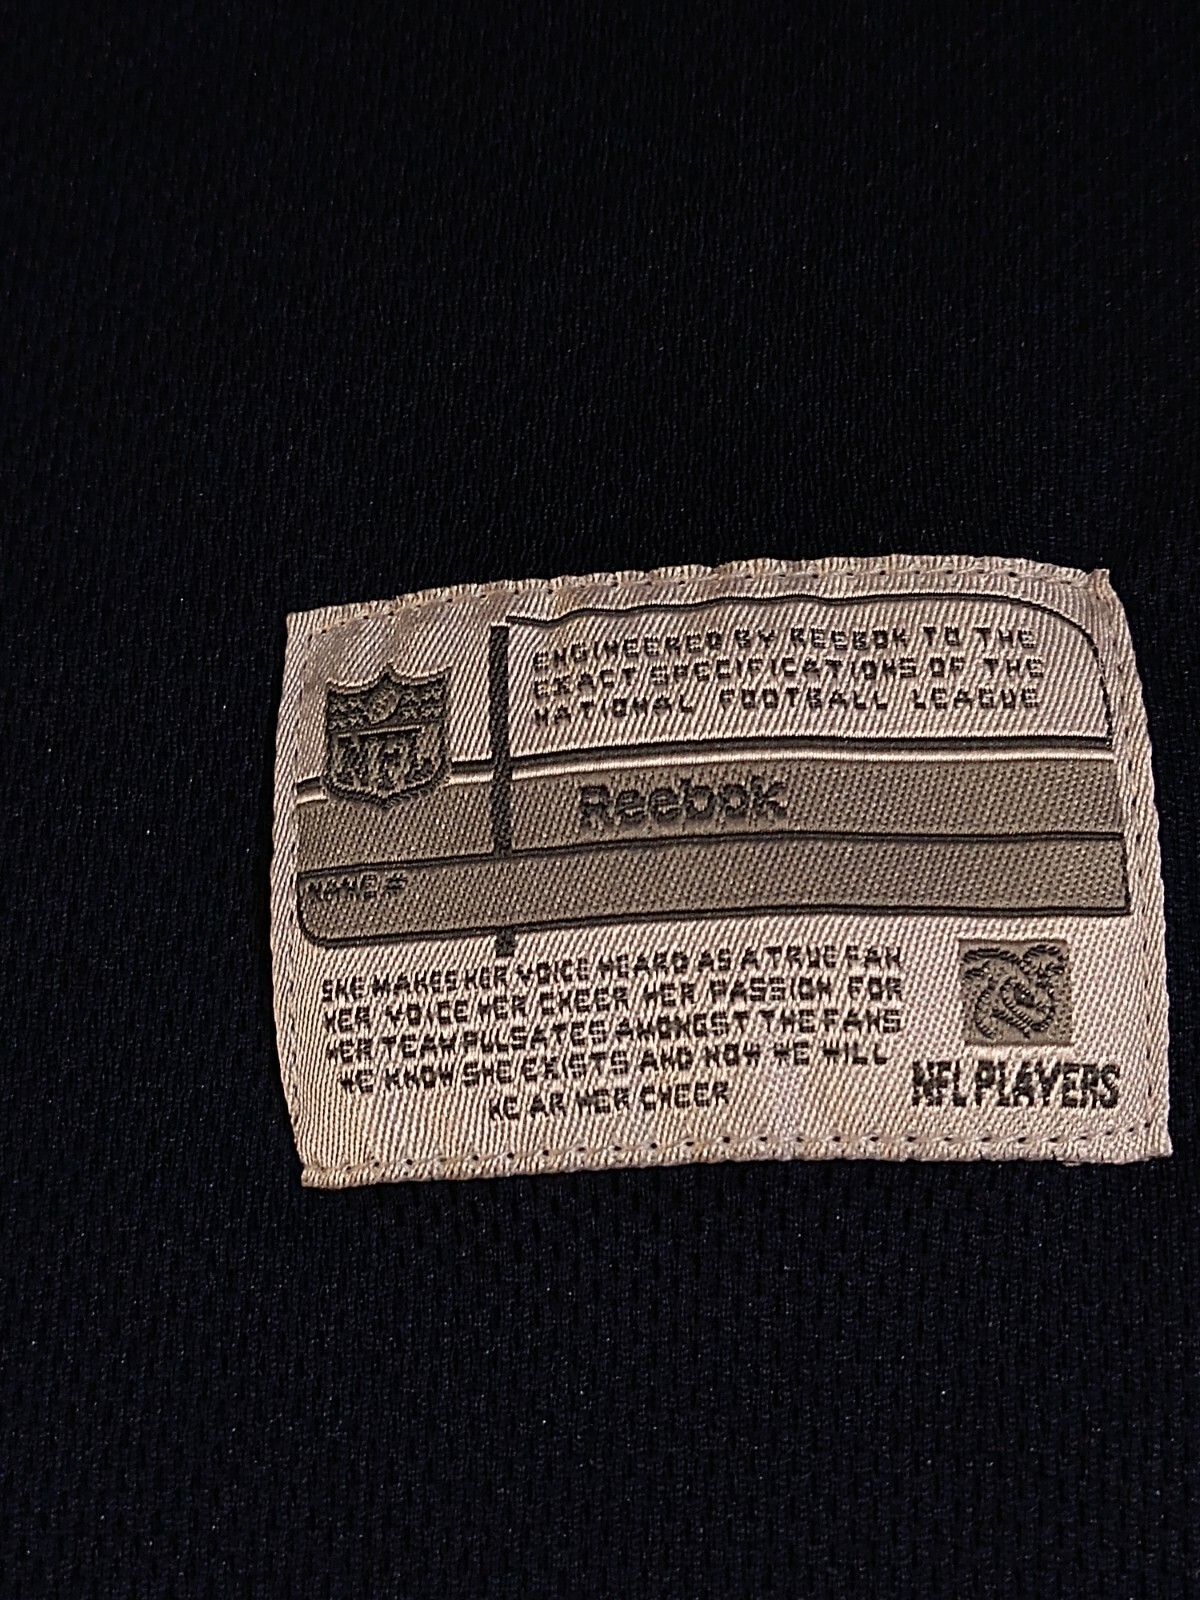 ENGINEERED BY REEBOK TO THE
EXACT SPECIFICATIONS OF THE
NATIONAL FOOTBALL LEAGUE
NFL
Reebok
NAME #
SHE MAKES HER VOICE HEARD AS A TRUE FAN
HER VOICE HER CHEER HER PASSION FOR
HER TEAM PULSATES AMONGST THE FANS
WE KNOW SHE EXISTS AND NOW WE WILL
HEAR HER CHEER
NFL PLAYERS